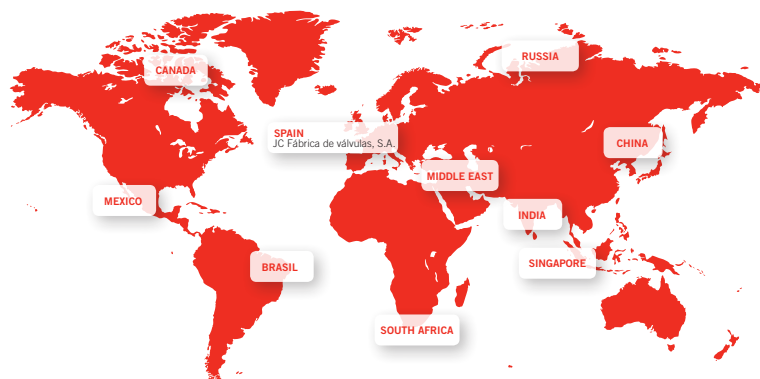 RUSSIA
CANADA
SPAIN
JC Fábrica de válvulas, S.A.
CHINA
MIDDLE EAST
MEXICO
INDIA
SINGAPORE
BRASIL
SOUTH AFRICA